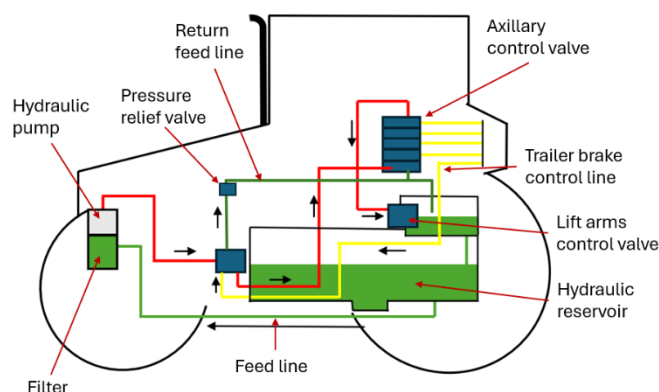 Return feed line
Axillary control valve
Hydraulic pump
Pressure relief valve
Trailer brake control line
Lift arms control valve
Hydraulic reservoir
Feed line
Filter